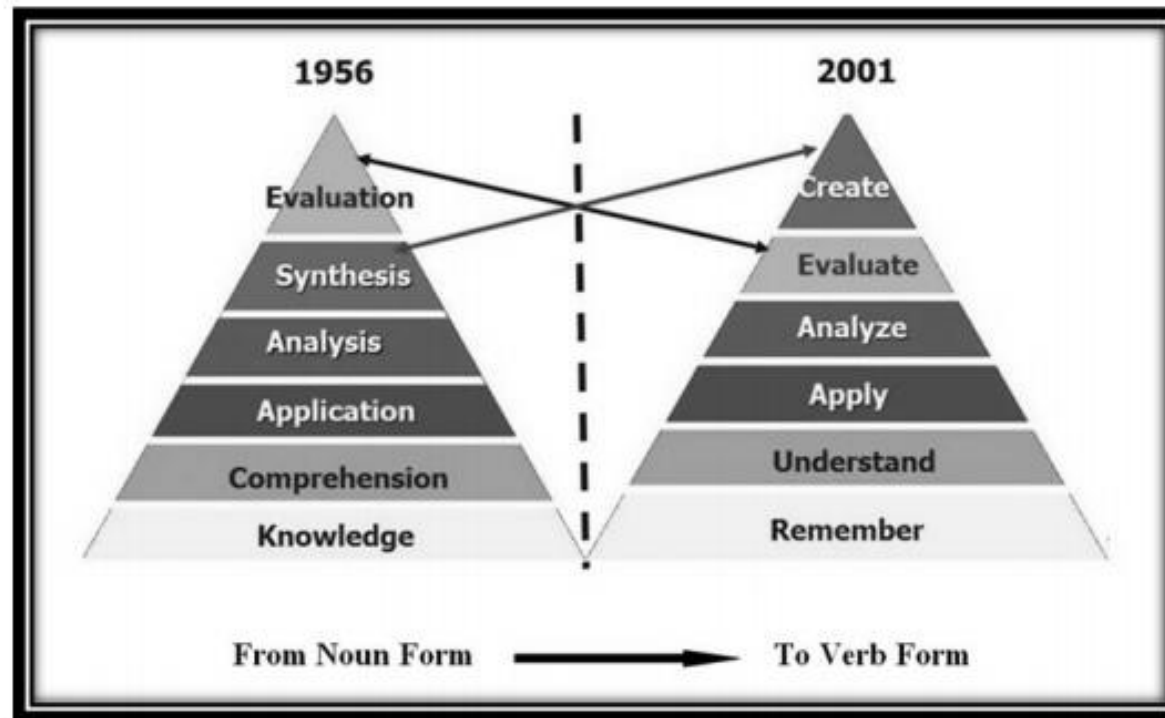 1956
Evaluation
Synthesis
Analysis
Application
Comprehension
Knowledge
2001
Create
Evaluate
Analyze
Apply
Understand
Remember
From Noun Form
To Verb Form